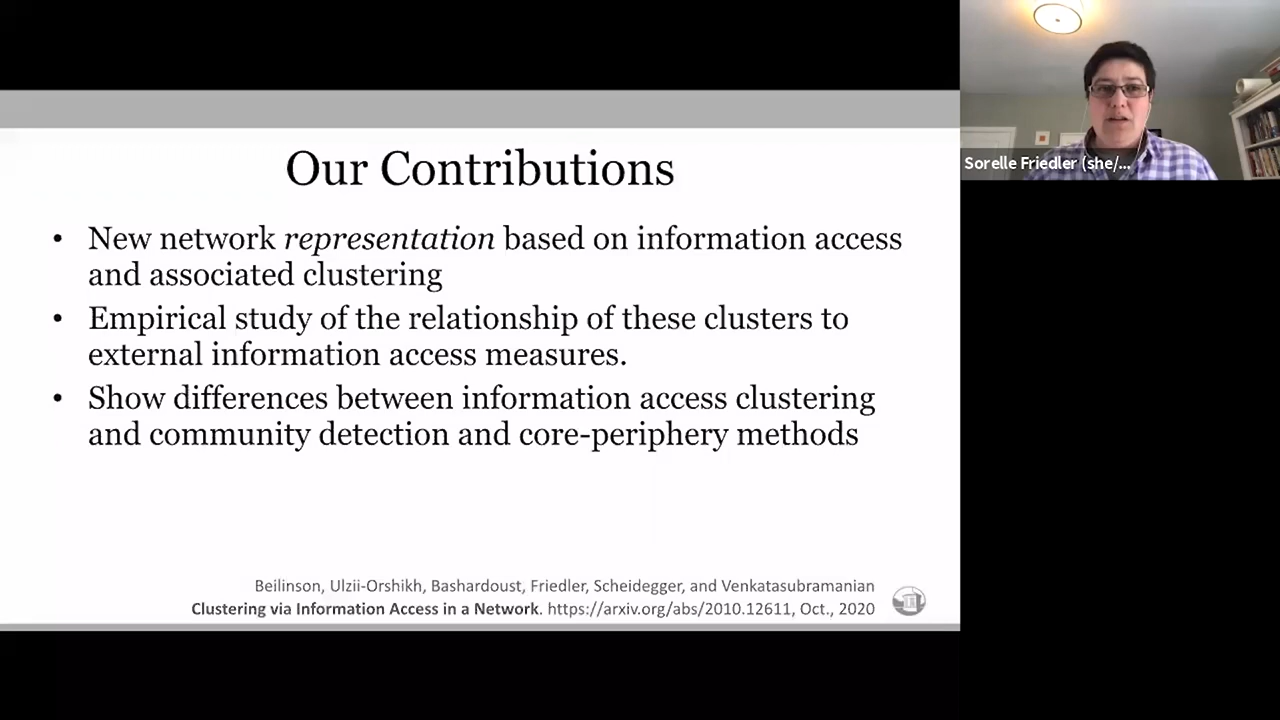 Our Contributions
• New network representation based on information access
and associated clustering
• Empirical study of the relationship of these clusters to
external information access measures.
• Show differences between information access clustering
and community detection and core-periphery methods
Beilinson, Ulzii-Orshikh, Bashardoust, Friedler, Scheidegger, and Venkatasubramanian
Clustering via Information Access in a Network. https://arxiv.org/abs/2010.12611, Oct., 2020
Sorelle Friedler (she/...